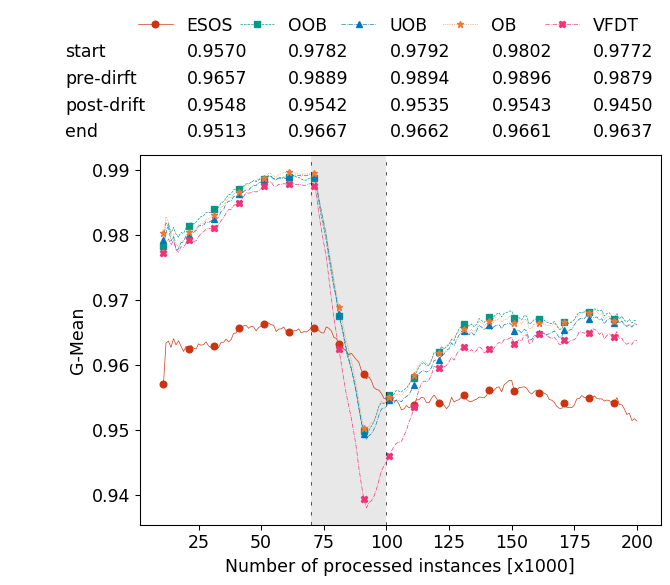 ESOS OOB UOB OB VFDT
start 0.9570 0.9782 0.9792 0.9802 0.9772
pre-dirft 0.9657 0.9889 0.9894 0.9896 0.9879
post-drift 0.9548 0.9542 0.9535 0.9543 0.9450
end 0.9513 0.9667 0.9662 0.9661 0.9637
0.99
0.98
0.97
0.96
0.95
0.94
G-Mean
25 50 75 100 125 150 175 200
Number of processed instances [x1000]